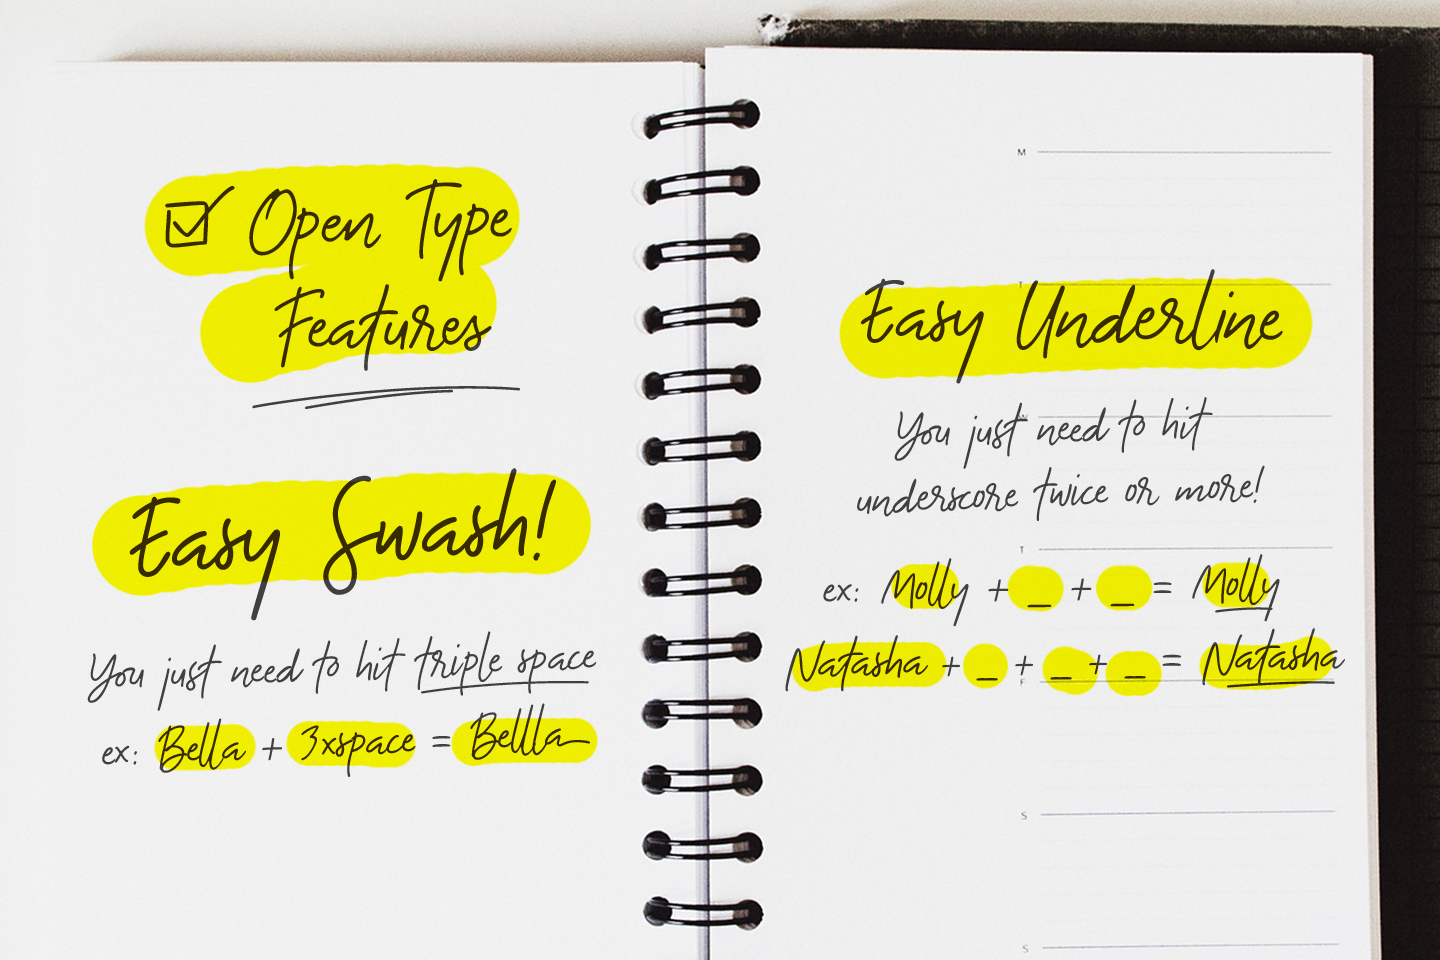 Open Type
Features
Easy Swash!
You just need to hit triple space
ex: Bella + 3xspace = Bellla
M
T
Easy Underline
You just need to hit
underscore twice or more!
T
ex: Molly + _ + _ = Molly
Natasha + _ + _ + _ = Natasha
F
S
S